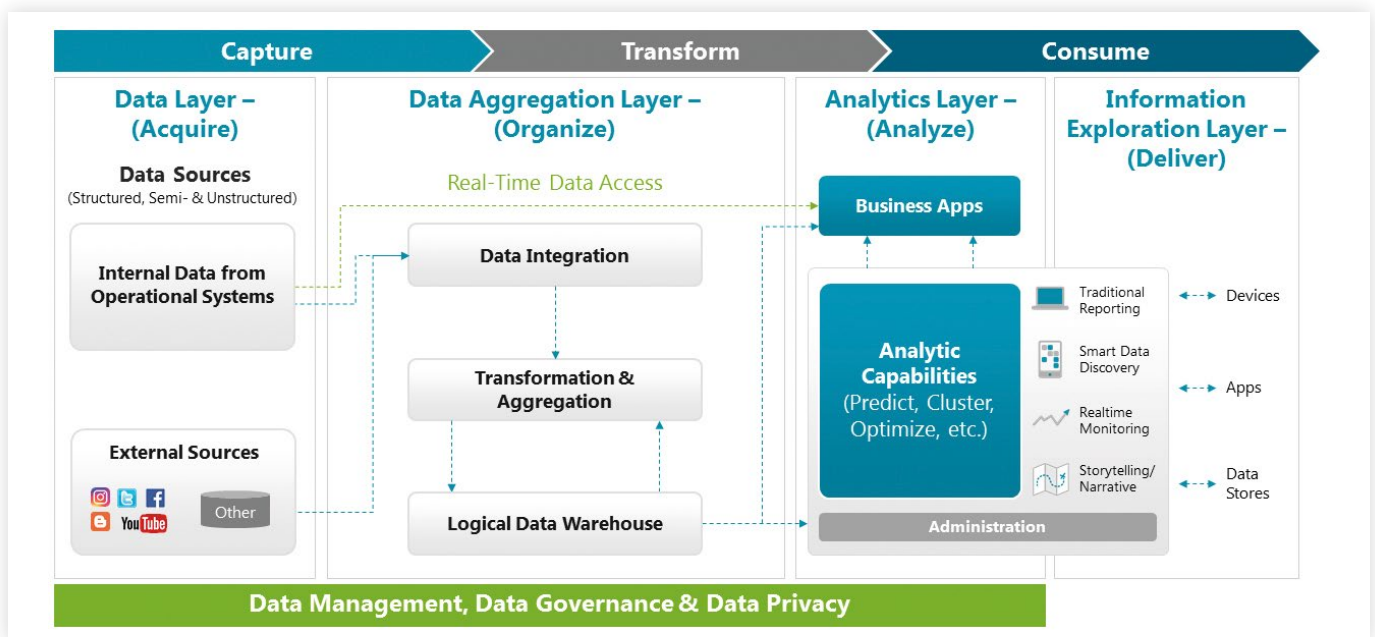 Capture
Transform
Consume
Data Layer –
(Acquire)
Data Sources
(Structured, Semi- & Unstructured)
Internal Data from
Operational Systems
External Sources
You Tube
Other
Data Aggregation Layer –
(Organize)
Real-Time Data Access
Data Integration
Transformation &
Aggregation
Logical Data Warehouse
Analytics Layer –
(Analyze)
Business Apps
Analytic
Capabilities
(Predict, Cluster,
Optimize, etc.)
Information
Exploration Layer –
(Deliver)
Traditional
Reporting
Smart Data
Discovery
Realtime
Monitoring
Storytelling/
Narrative
Administration
Devices
Apps
Data
Stores
Data Management, Data Governance & Data Privacy